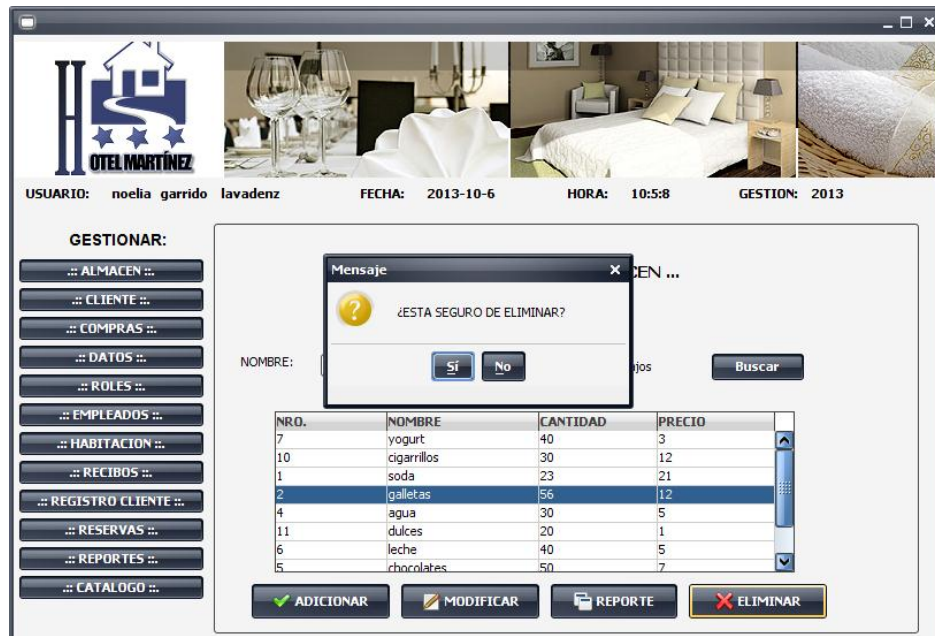 OTEL MARTÍNEZ
USUARIO: noelia garrido lavadenz FECHA: 2013-10-6 HORA: 10:5:8 GESTION: 2013
GESTIONAR:
.:: ALMACEN ::.
.:: CLIENTE ::.
.:: COMPRAS ::.
.:: DATOS ::.
.:: ROLES ::.
.:: EMPLEADOS ::.
.:: HABITACION ::.
.:: RECIBOS ::.
.:: REGISTRO CLIENTE ::.
.:: RESERVAS ::.
.:: REPORTES ::.
.:: CATALOGO ::.
CEN ...
Mensaje
¿ESTA SEGURO DE ELIMINAR?
Sí No
NOMBRE: jos Buscar
NRO. NOMBRE CANTIDAD PRECIO
7 yogurt 40 3
10 cigarrillos 30 12
1 soda 23 21
2 galletas 56 12
4 agua 30 5
11 dulces 20 1
6 leche 40 5
5 chocolates 50 7
ADICIONAR MODIFICAR REPORTE ELIMINAR